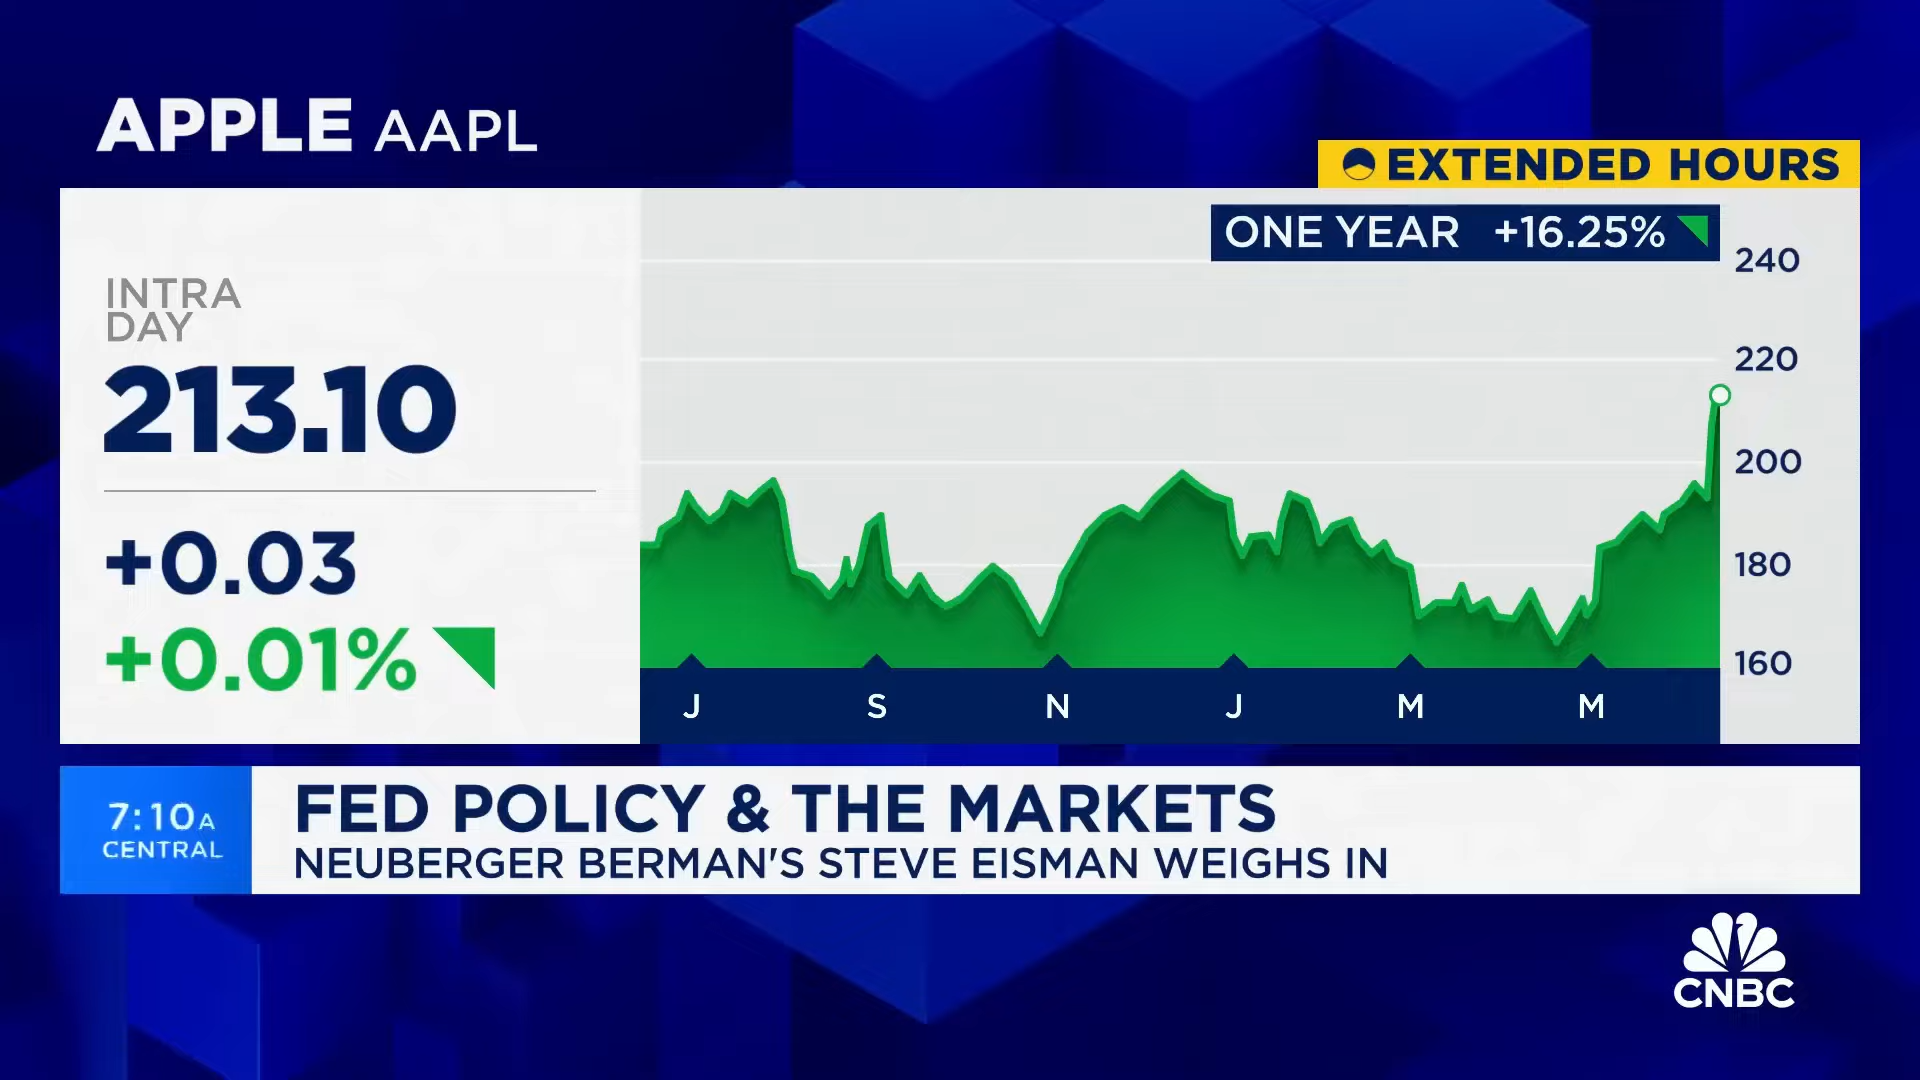 APPLE AAPL
EXTENDED HOURS
ONE YEAR +16.25%
INTRA
DAY
213.10
+0.03
+0.01%
240
220
200
180
160
J S N J M M
7:10A
CENTRAL
FED POLICY & THE MARKETS
NEUBERGER BERMAN'S STEVE EISMAN WEIGHS IN
CNBC